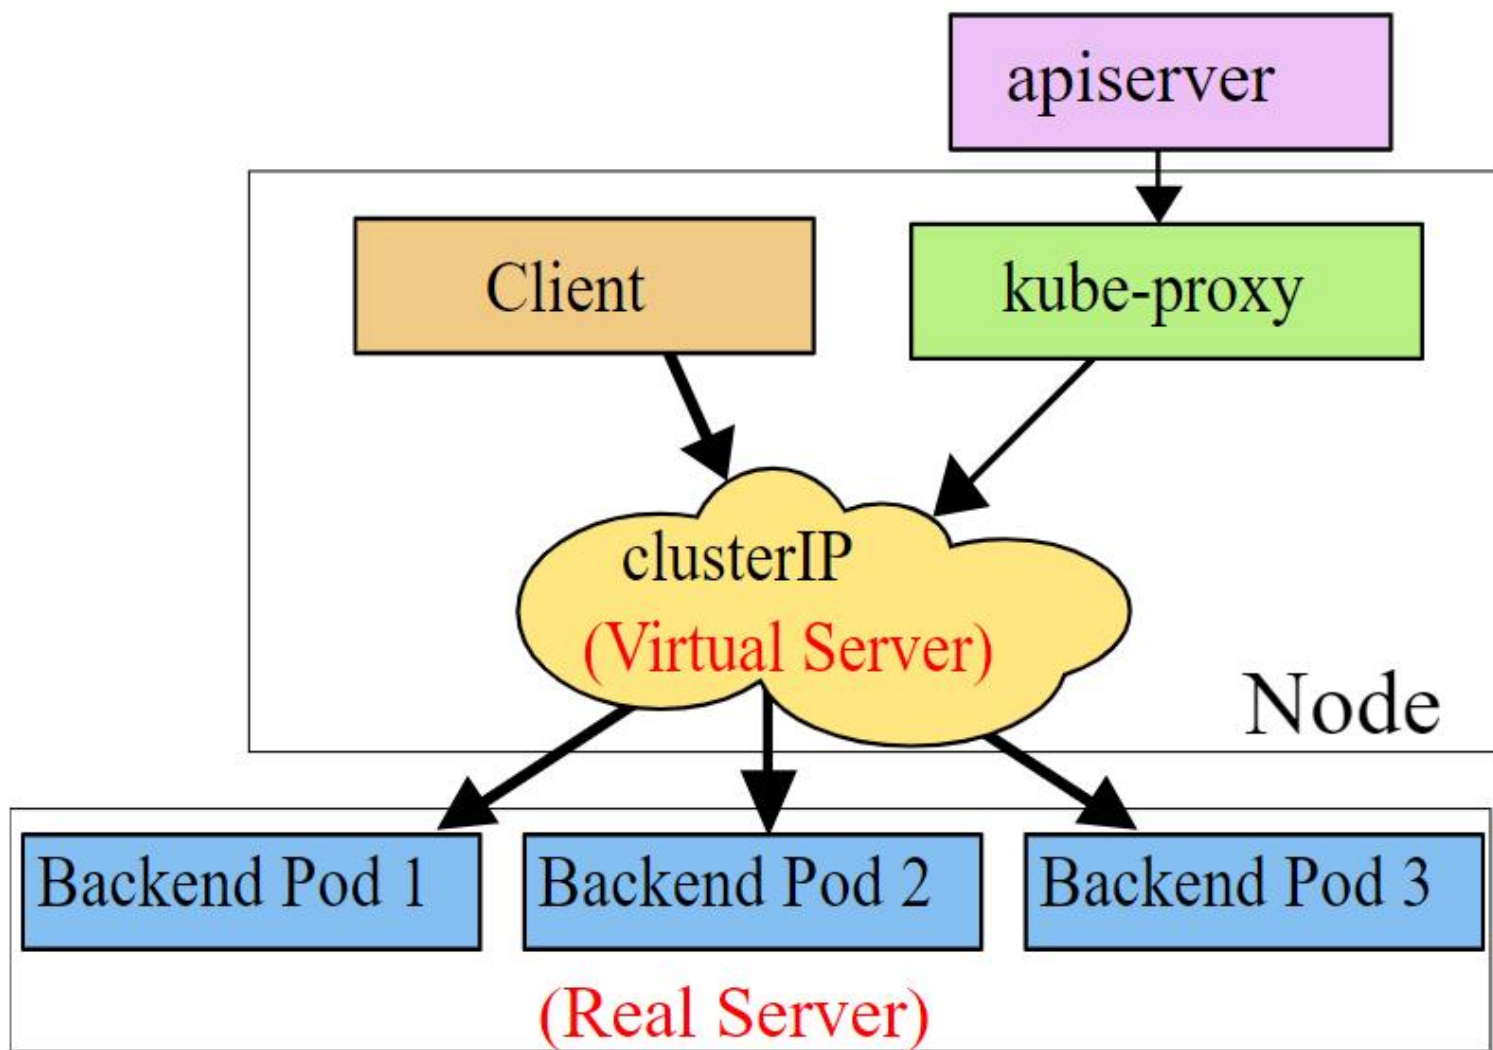 apiserver
Client
kube-proxy
clusterIP
(Virtual Server)
Node
Backend Pod 1
Backend Pod 2
Backend Pod 3
(Real Server)